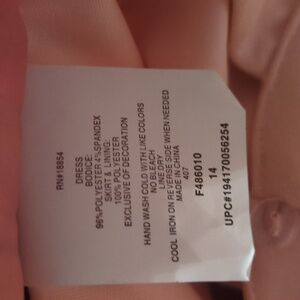 RN#18854
DRESS
BODICE:
96%POLYESTER 4%SPANDEX
SKIRT & LINING:
100% POLYESTER
EXCLUSIVE OF DECORATION
HAND WASH COLD WITH LIKE COLORS
NO BLEACH
LINE DRY
COOL IRON ON REVERSE SIDE WHEN NEEDED
MADE IN CHINA
407
F486010
14
UPC#194170056254